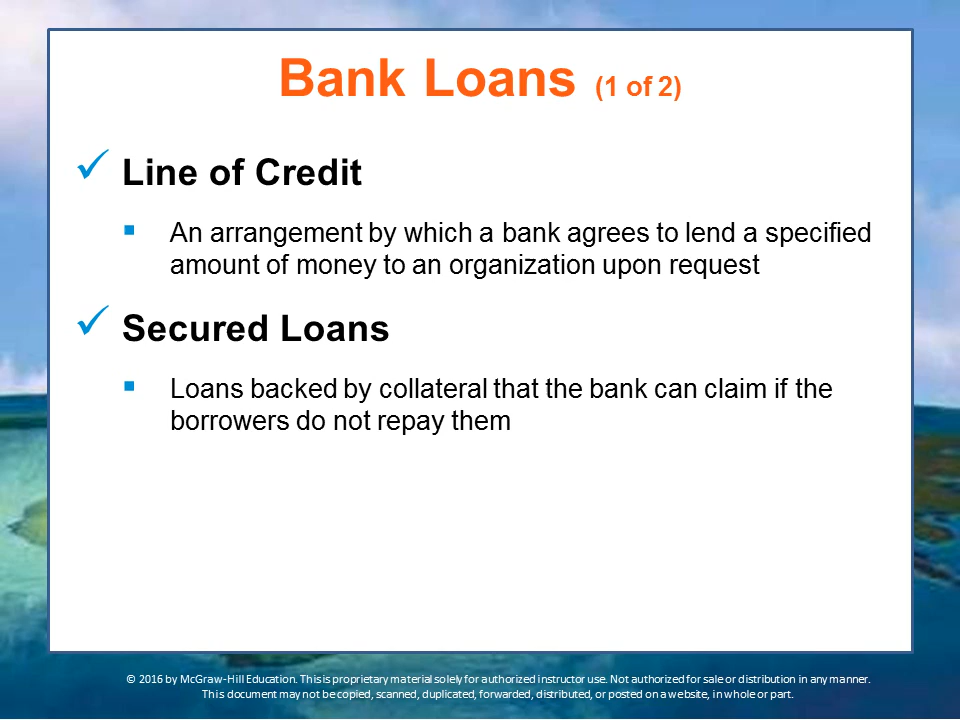 Bank Loans (1 of 2)
Line of Credit
An arrangement by which a bank agrees to lend a specified
amount of money to an organization upon request
Secured Loans
Loans backed by collateral that the bank can claim if the
borrowers do not repay them
© 2016 by McGraw-Hill Education. This is proprietary material solely for authorized instructor use. Not authorized for sale or distribution in any manner.
This document may not be copied, scanned, duplicated, forwarded, distributed, or posted on a website, in whole or part.